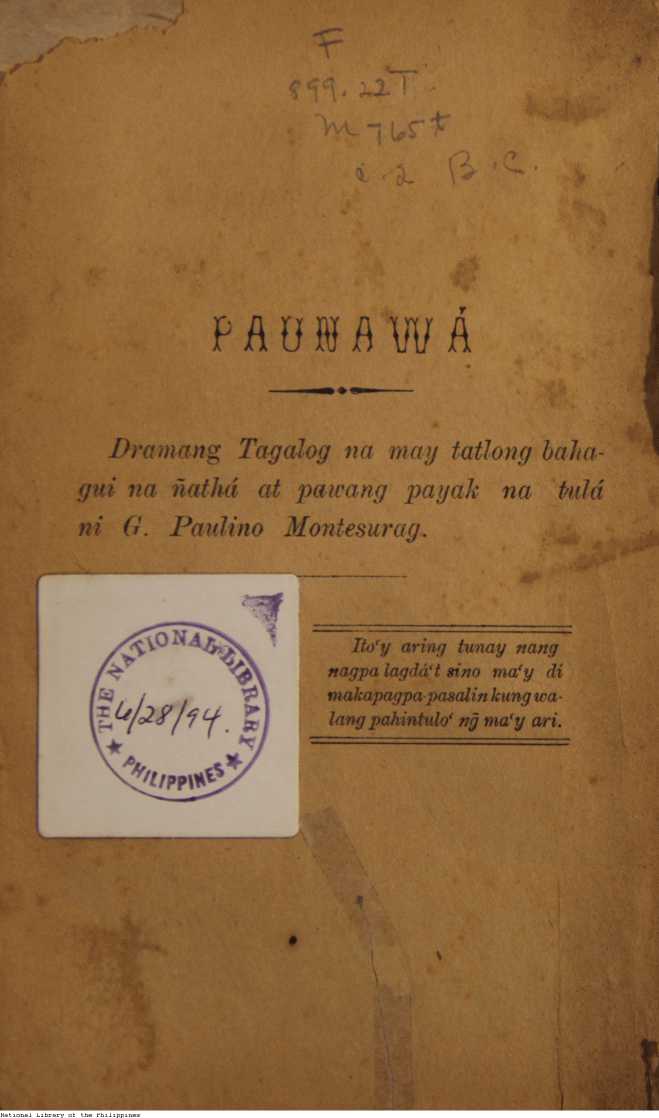 F
899.22T
M765t
c.2 B.C.
PAUNAWÁ
Dramang Tagalog na may tatlong baha-
gui na ñathá at pawang payak na tulá
ni G. Paulino Montesurag.
Ito‘y aring tunay nang
nagpa lagdá‘t sino ma‘y di
makapagpa-pasalin kung wa-
lang pahintulo‘ ng̃ ma‘y ari.
THE NATIONAL LIBRARY
6/28/94.
★ PHILIPPINES ★
National Library of the Philippines